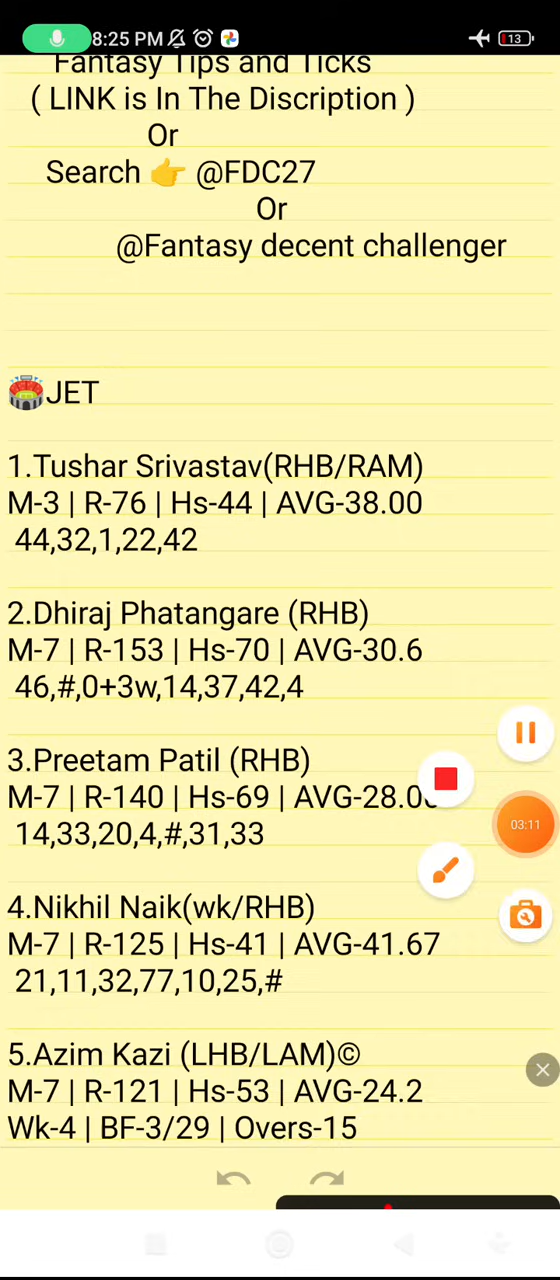 8:25 PM
13
Fantasy Tips and Ticks
( LINK is In The Discription )
Or
Search 👉 @FDC27
Or
@Fantasy decent challenger
🏟️JET
1.Tushar Srivastav(RHB/RAM)
M-3 | R-76 | Hs-44 | AVG-38.00
44,32,1,22,42
2.Dhiraj Phatangare (RHB)
M-7 | R-153 | Hs-70 | AVG-30.6
46,#,0+3w,14,37,42,4
3.Preetam Patil (RHB)
M-7 | R-140 | Hs-69 | AVG-28.00
14,33,20,4,#,31,33
03:11
4.Nikhil Naik(wk/RHB)
M-7 | R-125 | Hs-41 | AVG-41.67
21,11,32,77,10,25,#
5.Azim Kazi (LHB/LAM)©
M-7 | R-121 | Hs-53 | AVG-24.2
Wk-4 | BF-3/29 | Overs-15